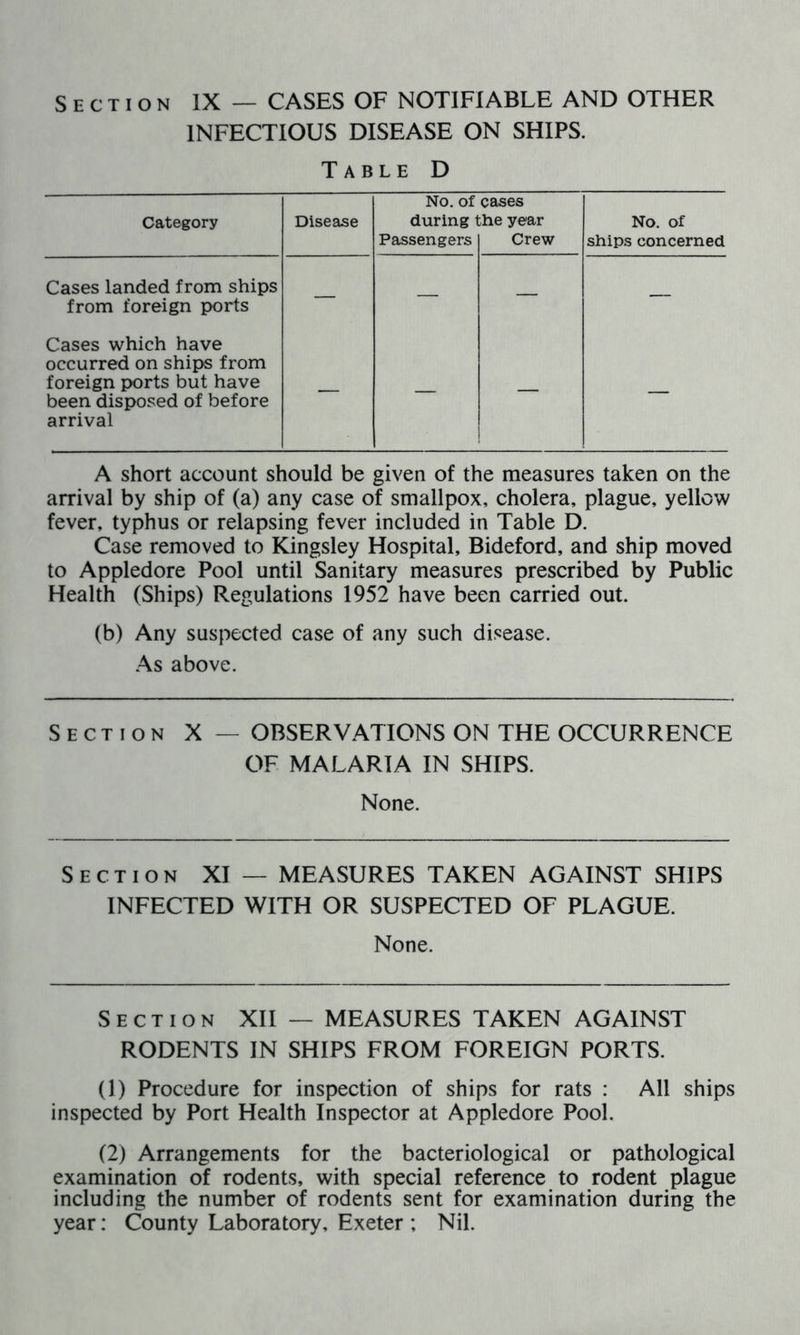 SECTION IX — CASES OF NOTIFIABLE AND OTHER
INFECTIOUS DISEASE ON SHIPS.
TABLE D
Category Disease No. of cases during the year Passengers Crew No. of ships concerned
Cases landed from ships
from foreign ports — — — —
Cases which have
occurred on ships from
foreign ports but have
been disposed of before
arrival — — — —
A short account should be given of the measures taken on the
arrival by ship of (a) any case of smallpox, cholera, plague, yellow
fever, typhus or relapsing fever included in Table D.
Case removed to Kingsley Hospital, Bideford, and ship moved
to Appledore Pool until Sanitary measures prescribed by Public
Health (Ships) Regulations 1952 have been carried out.
(b) Any suspected case of any such disease.
As above.
SECTION X — OBSERVATIONS ON THE OCCURRENCE
OF MALARIA IN SHIPS.
None.
SECTION XI — MEASURES TAKEN AGAINST SHIPS
INFECTED WITH OR SUSPECTED OF PLAGUE.
None.
SECTION XII — MEASURES TAKEN AGAINST
RODENTS IN SHIPS FROM FOREIGN PORTS.
(1) Procedure for inspection of ships for rats : All ships
inspected by Port Health Inspector at Appledore Pool.
(2) Arrangements for the bacteriological or pathological
examination of rodents, with special reference to rodent plague
including the number of rodents sent for examination during the
year: County Laboratory, Exeter ; Nil.